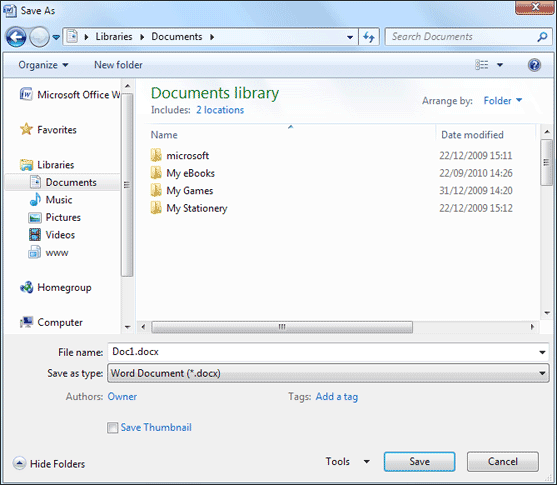 Save As
Libraries Documents
Search Documents
Organize New folder
Microsoft Office W
Favorites
Libraries
Documents
Music
Pictures
Videos
www
Homegroup
Computer
Documents library
Includes: 2 locations
Arrange by: Folder
Name Date modified
microsoft 22/12/2009 15:11
My eBooks 22/09/2010 14:26
My Games 31/12/2009 14:20
My Stationery 22/12/2009 15:12
File name: Doc1.docx
Save as type: Word Document (*.docx)
Authors: Owner Tags: Add a tag
Save Thumbnail
Hide Folders Tools Save Cancel